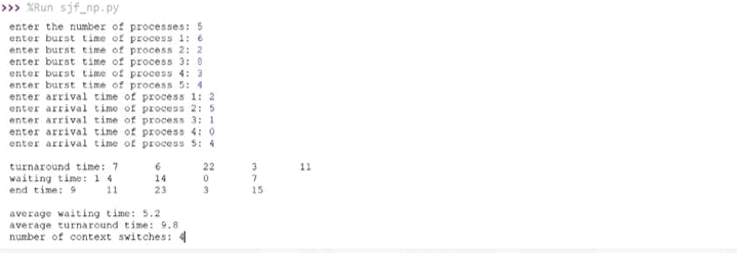 >>> %Run sjf_np.py
enter the number of processes: 5
enter burst time of process 1: 6
enter burst time of process 2: 2
enter burst time of process 3: 8
enter burst time of process 4: 3
enter burst time of process 5: 4
enter arrival time of process 1: 2
enter arrival time of process 2: 5
enter arrival time of process 3: 1
enter arrival time of process 4: 0
enter arrival time of process 5: 4
turnaround time: 7 6 22 3 11
waiting time: 1 4 14 0 7
end time: 9 11 23 3 15
average waiting time: 5.2
average turnaround time: 9.8
number of context switches: 4